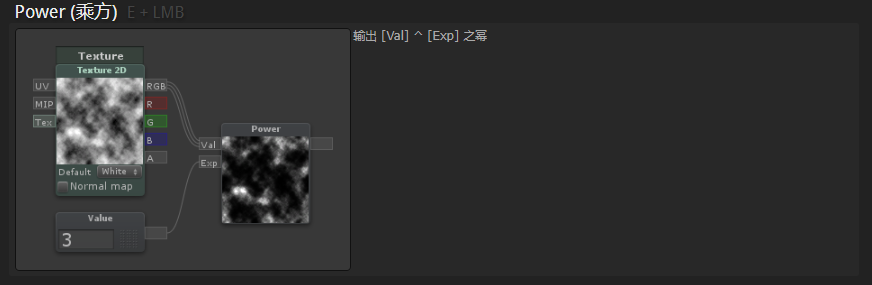 Power (乘方) E + LMB
输出 [Val] ^ [Exp] 之幂
Texture
Texture 2D
UV
RGB
MIP
R
Tex
G
B
A
Default White
Normal map
Power
Val
Exp
Value
3